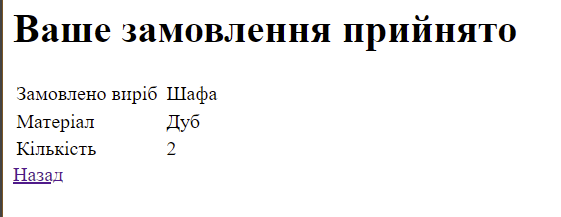 Ваше замовлення прийнято
Замовлено виріб Шафа
Матеріал Дуб
Кількість 2
Назад